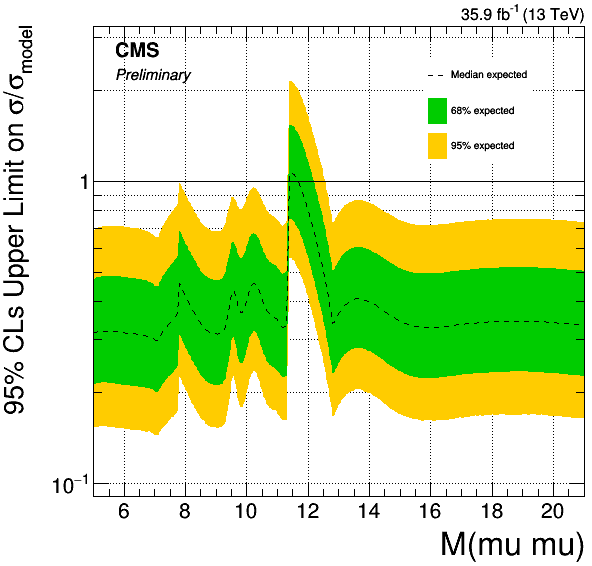 35.9 fb⁻¹ (13 TeV)
CMS
Preliminary
Median expected
68% expected
95% expected
95% CLs Upper Limit on σ/σmodel
1
10⁻¹
6 8 10 12 14 16 18 20
M(mu mu)